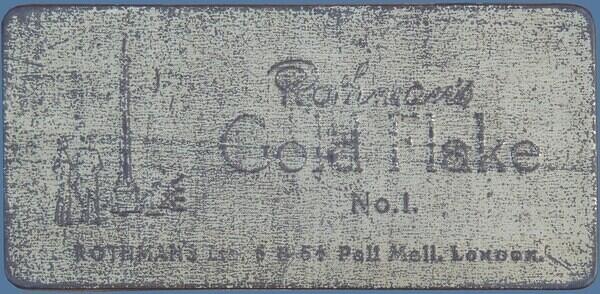 Rothman's
Gold Flake
No.1.
ROTHMANS LTD. 5 & 5A Pall Mall. LONDON.